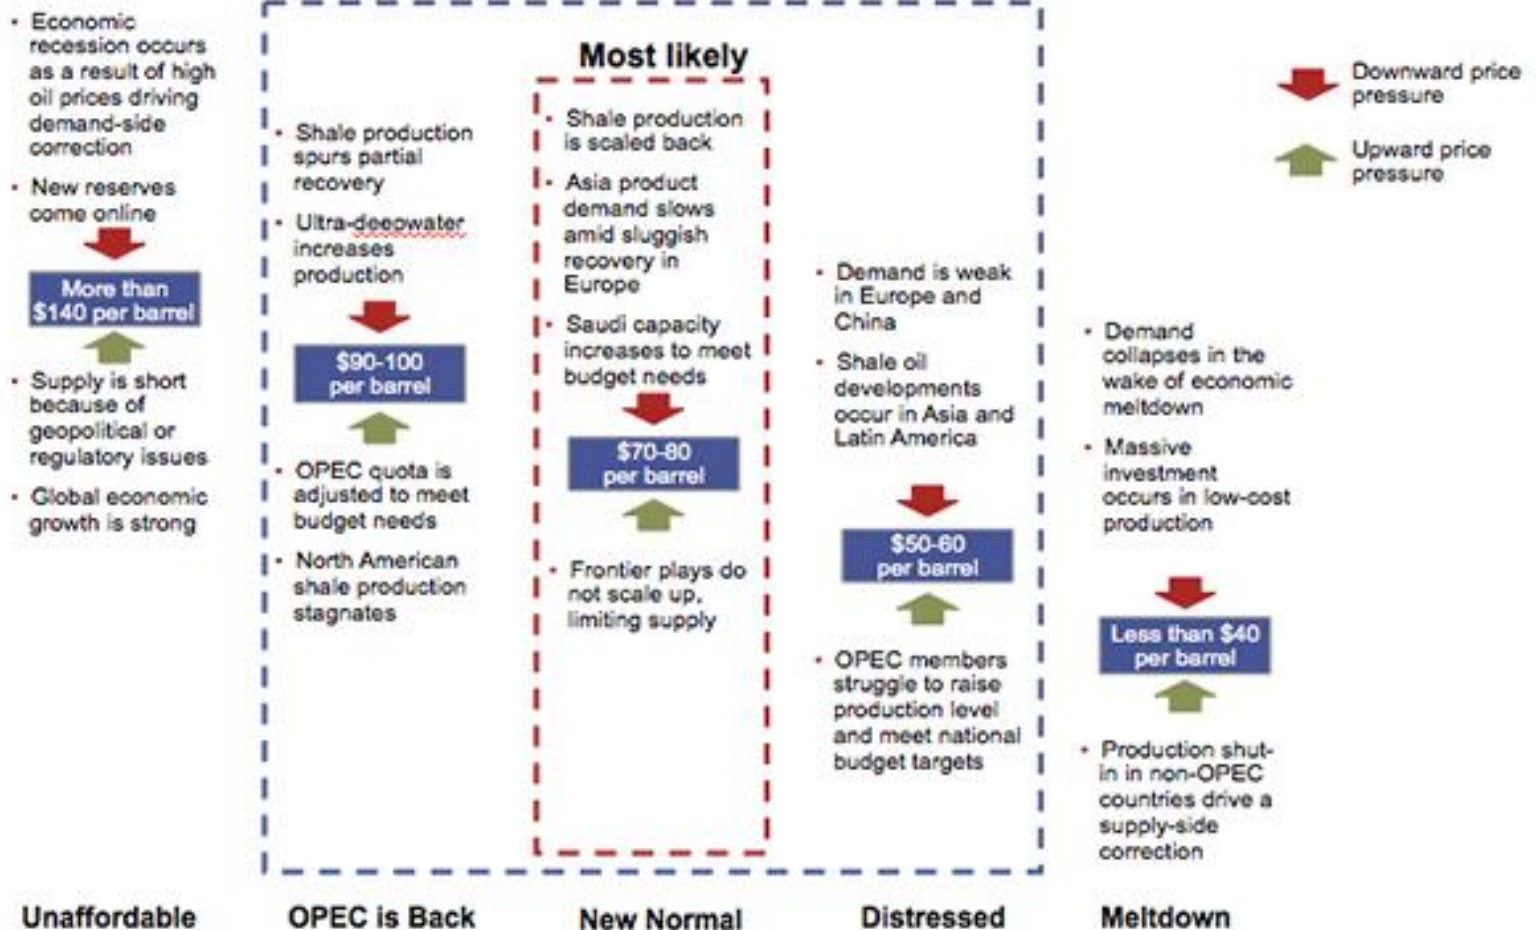 • Economic
recession occurs
as a result of high
oil prices driving
demand-side
correction
• New reserves
come online
More than
$140 per barrel
• Supply is short
because of
geopolitical or
regulatory issues
• Global economic
growth is strong
Unaffordable
• Shale production
spurs partial
recovery
• Ultra-deepwater
increases
production
$90-100
per barrel
• OPEC quota is
adjusted to meet
budget needs
• North American
shale production
stagnates
OPEC is Back
Most likely
• Shale production
is scaled back
• Asia product
demand slows
amid sluggish
recovery in
Europe
• Saudi capacity
increases to meet
budget needs
$70-80
per barrel
• Frontier plays do
not scale up,
limiting supply
New Normal
• Demand is weak
in Europe and
China
• Shale oil
developments
occur in Asia and
Latin America
$50-60
per barrel
• OPEC members
struggle to raise
production level
and meet national
budget targets
Distressed
• Demand
collapses in the
wake of economic
meltdown
• Massive
investment
occurs in low-cost
production
Less than $40
per barrel
• Production shut-
in in non-OPEC
countries drive a
supply-side
correction
Meltdown
Downward price
pressure
Upward price
pressure